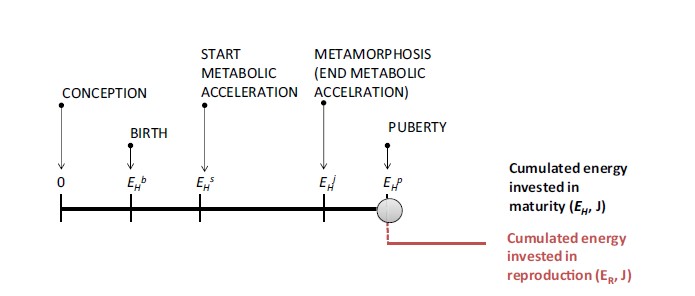 START
METABOLIC
ACCELERATION
METAMORPHOSIS
(END METABOLIC
ACCELRATION)
CONCEPTION
BIRTH
PUBERTY
0
E_H^b
E_H^s
E_H^j
E_H^p
Cumulated energy
invested in
maturity (E_H, J)
Cumulated energy
invested in
reproduction (E_R, J)